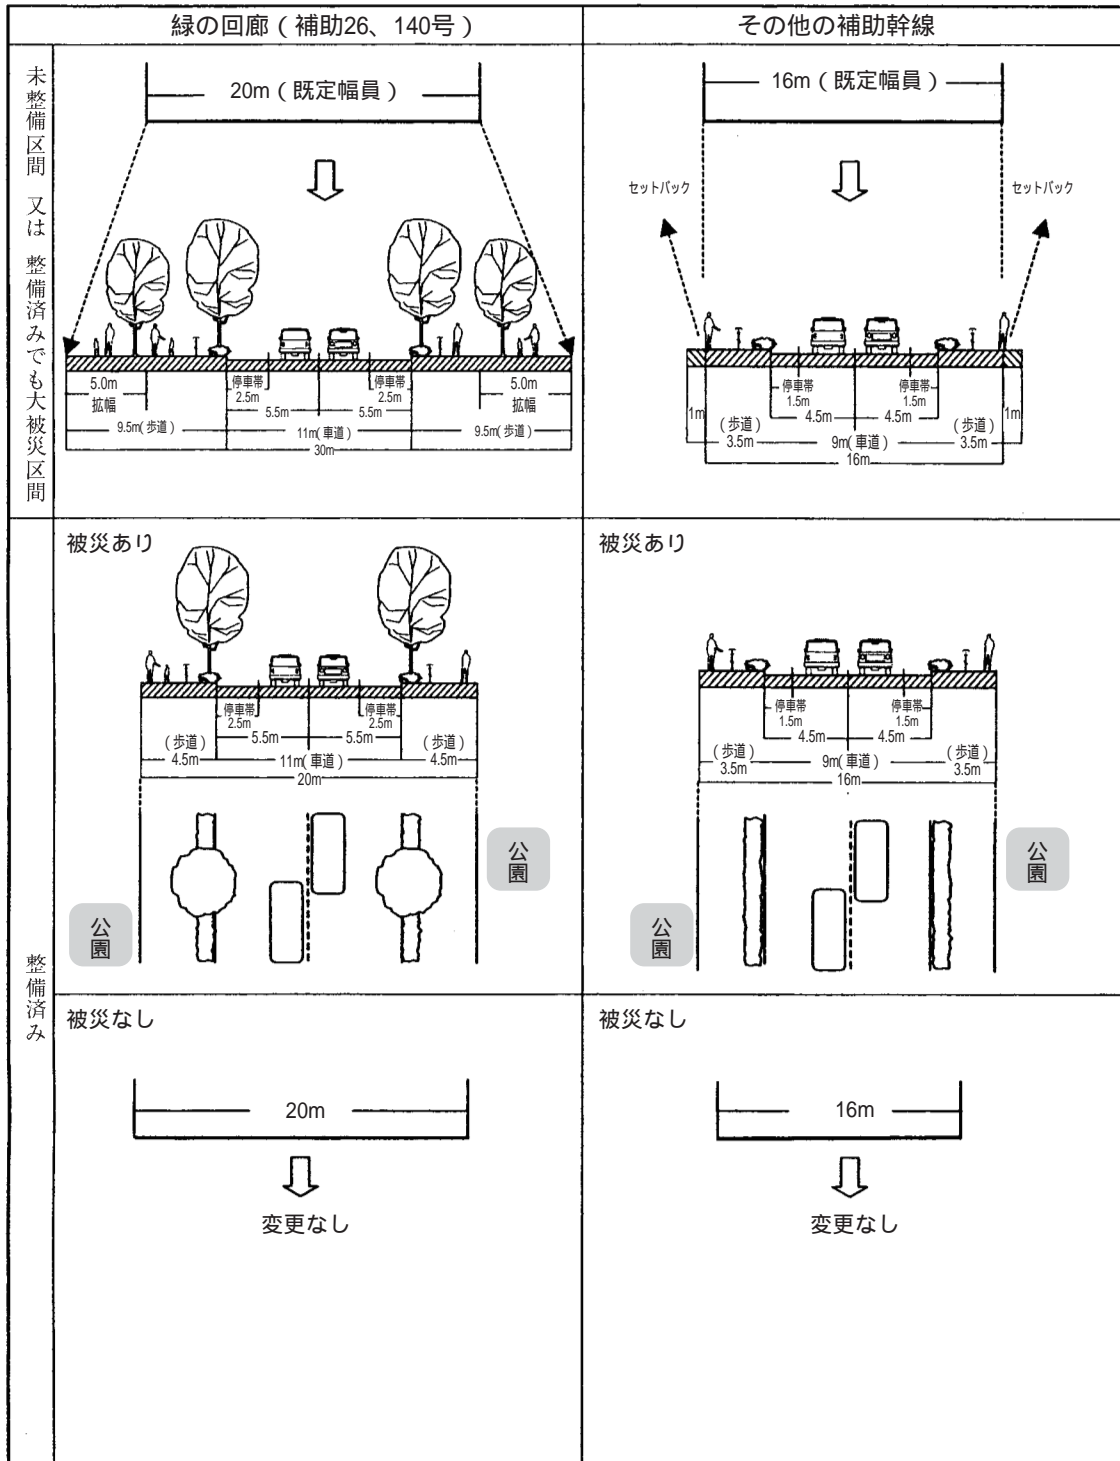 緑の回廊（補助26、140号）
その他の補助幹線
未整備区間　又は　整備済みでも大被災区間
20m（既定幅員）
5.0m
拡幅
停車帯
2.5m
停車帯
2.5m
5.0m
拡幅
5.5m
5.5m
9.5m(歩道)
11m(車道)
9.5m(歩道)
30m
16m（既定幅員）
セットバック
セットバック
停車帯
1.5m
停車帯
1.5m
1m
4.5m
4.5m
1m
(歩道)
3.5m
9m(車道)
(歩道)
3.5m
16m
整備済み
被災あり
停車帯
2.5m
停車帯
2.5m
(歩道)
4.5m
5.5m
5.5m
(歩道)
4.5m
11m(車道)
20m
公園
公園
被災あり
停車帯
1.5m
停車帯
1.5m
4.5m
4.5m
(歩道)
3.5m
9m(車道)
(歩道)
3.5m
16m
公園
公園
被災なし
20m
変更なし
被災なし
16m
変更なし